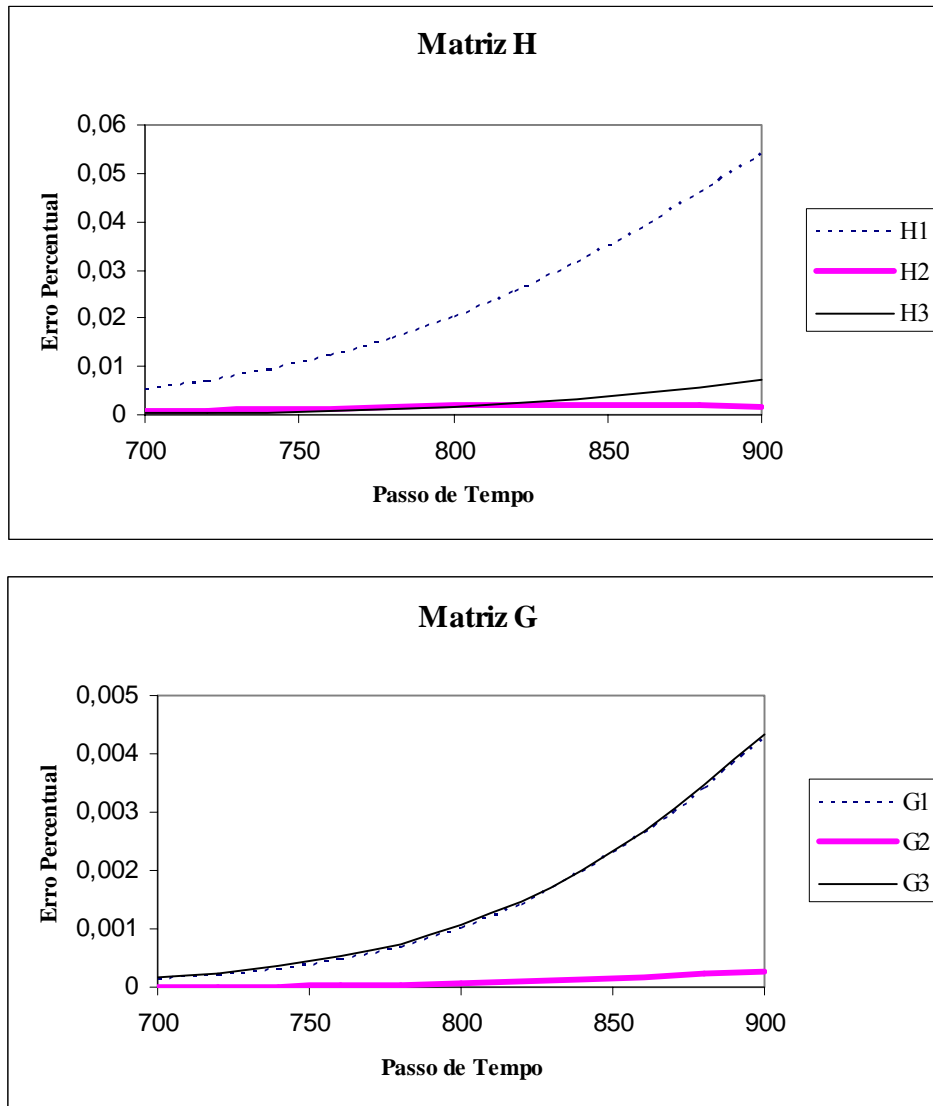 Matriz H
0,06
0,05
0,04
0,03
0,02
0,01
0
Erro Percentual
700 750 800 850 900
Passo de Tempo
H1
H2
H3
Matriz G
0,005
0,004
0,003
0,002
0,001
0
Erro Percentual
700 750 800 850 900
Passo de Tempo
G1
G2
G3